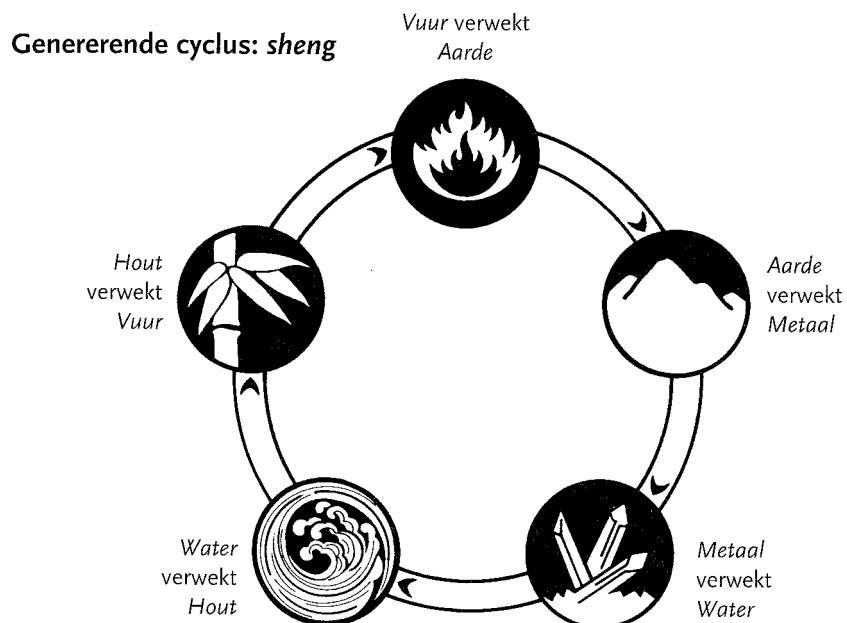 Genererende cyclus: sheng
Vuur verwekt
Aarde
Aarde
verwekt
Metaal
Metaal
verwekt
Water
Water
verwekt
Hout
Hout
verwekt
Vuur